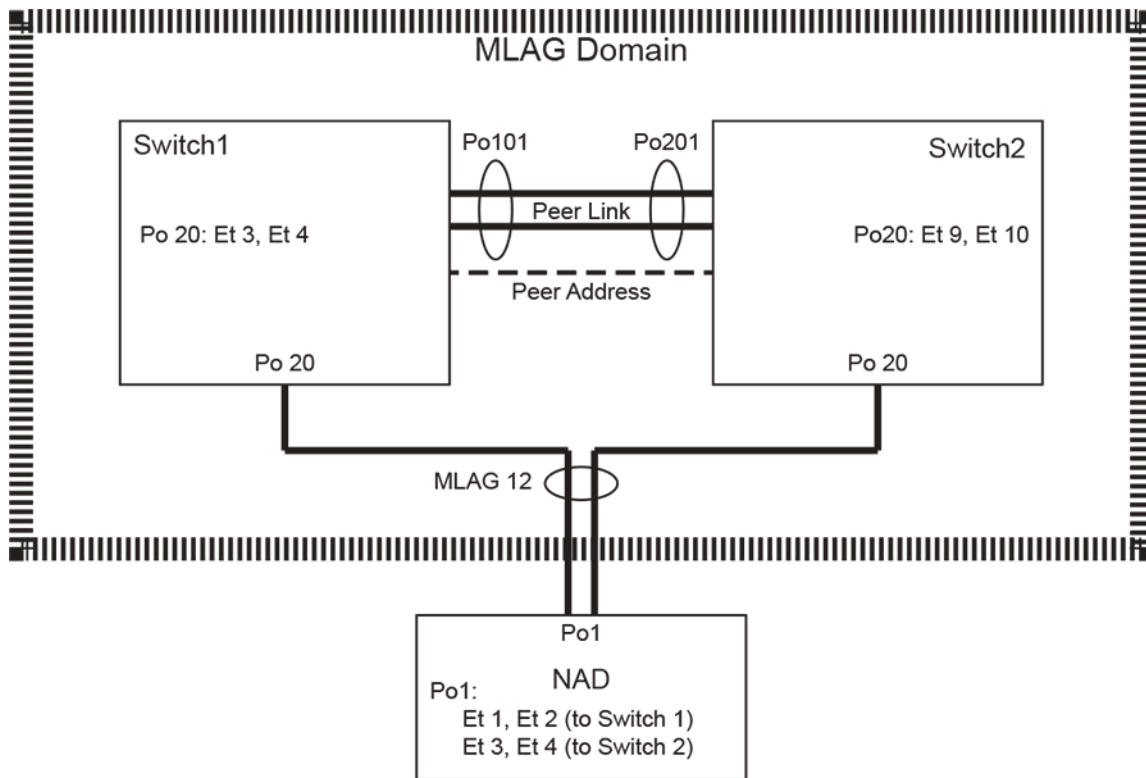 MLAG Domain
Switch1
Po101
Po201
Switch2
Peer Link
Po 20: Et 3, Et 4
Po20: Et 9, Et 10
Peer Address
Po 20
Po 20
MLAG 12
Po1
NAD
Po1:
Et 1, Et 2 (to Switch 1)
Et 3, Et 4 (to Switch 2)